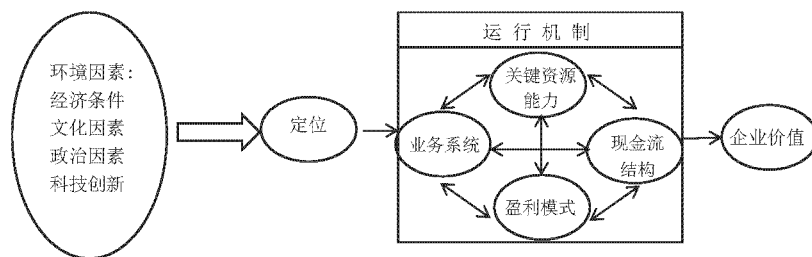 环境因素:
经济条件
文化因素
政治因素
科技创新
定位
运行机制
关键资源
能力
业务系统
现金流
结构
盈利模式
企业价值